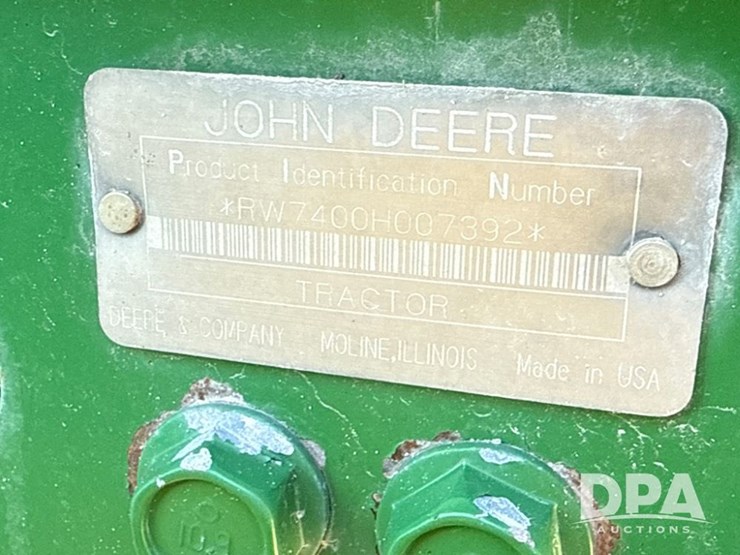 JOHN DEERE
Product Identification Number
*RW7400H007392*
TRACTOR
DEERE & COMPANY MOLINE, ILLINOIS Made in USA
10.9
DPA
AUCTIONS